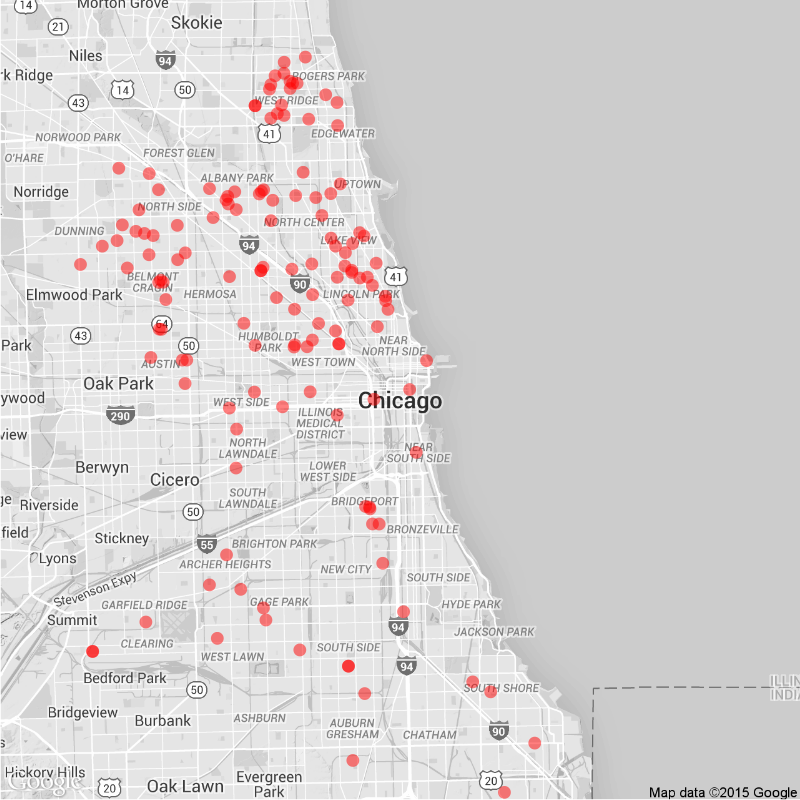 14
Morton Grove
21
Skokie
Niles
94
rk Ridge
ROGERS PARK
14
50
43
WEST RIDGE
41
EDGEWATER
NORWOOD PARK
O'HARE
FOREST GLEN
ALBANY PARK
UPTOWN
Norridge
NORTH SIDE
NORTH CENTER
DUNNING
94
LAKE VIEW
BELMONT
CRAGIN
90
41
Elmwood Park
HERMOSA
LINCOLN PARK
64
43
HUMBOLDT
PARK
NEAR
NORTH SIDE
Park
50
AUSTIN
WEST TOWN
Oak Park
ywood
WEST SIDE
Chicago
290
ILLINOIS
MEDICAL
DISTRICT
view
NORTH
LAWNDALE
NEAR
SOUTH SIDE
Berwyn
LOWER
WEST SIDE
Cicero
ge
Riverside
SOUTH
LAWNDALE
BRIDGEPORT
50
field
Stickney
BRONZEVILLE
55
BRIGHTON PARK
Lyons
ARCHER HEIGHTS
NEW CITY
SOUTH SIDE
Stevenson Expy
GARFIELD RIDGE
GAGE PARK
HYDE PARK
Summit
94
JACKSON PARK
CLEARING
WEST LAWN
SOUTH SIDE
94
Bedford Park
50
SOUTH SHORE
ILLIN
INDIA
Bridgeview
Burbank
ASHBURN
AUBURN
GRESHAM
CHATHAM
90
Hickory Hills
Google
20
Oak Lawn
Evergreen
Park
20
Map data ©2015 Google